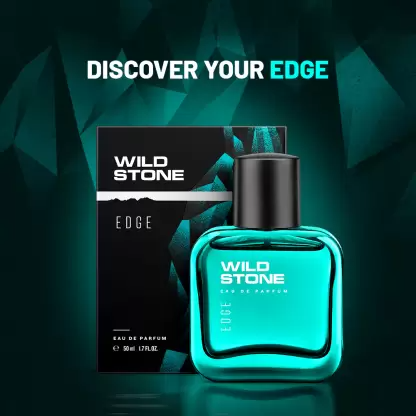 DISCOVER YOUR EDGE
WILD
STONE
EDGE
EAU DE PARFUM
℮ 50 ml 1.7 FL.OZ.
WILD
STONE
EAU DE PARFUM
EDGE